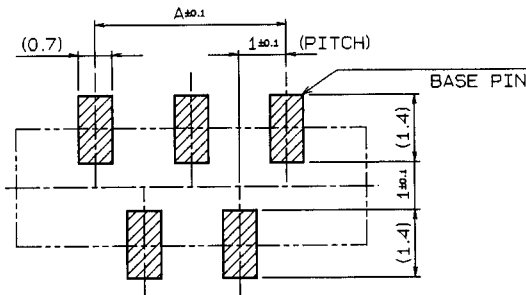 A±0.1
(0.7)
1±0.1 (PITCH)
BASE PIN
(1.4)
1±0.1
(1.4)